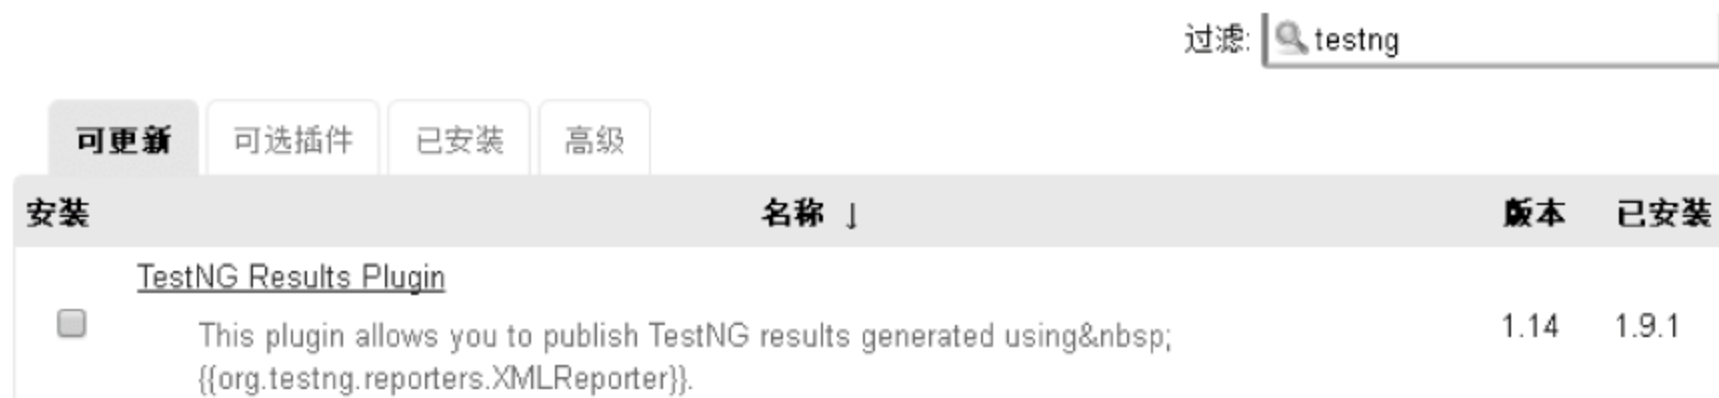 过滤: testng
可更新 可选插件 已安装 高级
安装 名称 ↓ 版本 已安装
TestNG Results Plugin
This plugin allows you to publish TestNG results generated using&nbsp; 1.14 1.9.1
{{org.testng.reporters.XMLReporter}}.